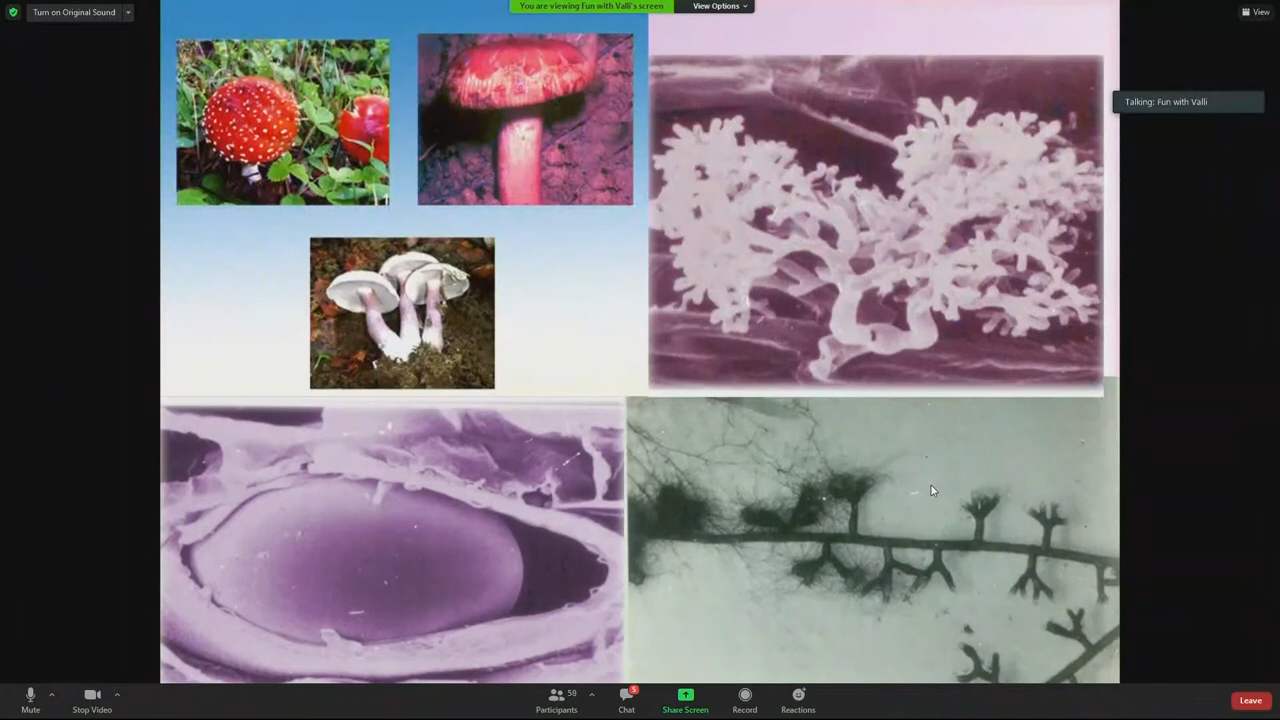 Turn on Original Sound
You are viewing Fun with Valli's screen
View Options
View
Talking: Fun with Valli
Mute
Stop Video
59
Participants
5
Chat
Share Screen
Record
Reactions
Leave